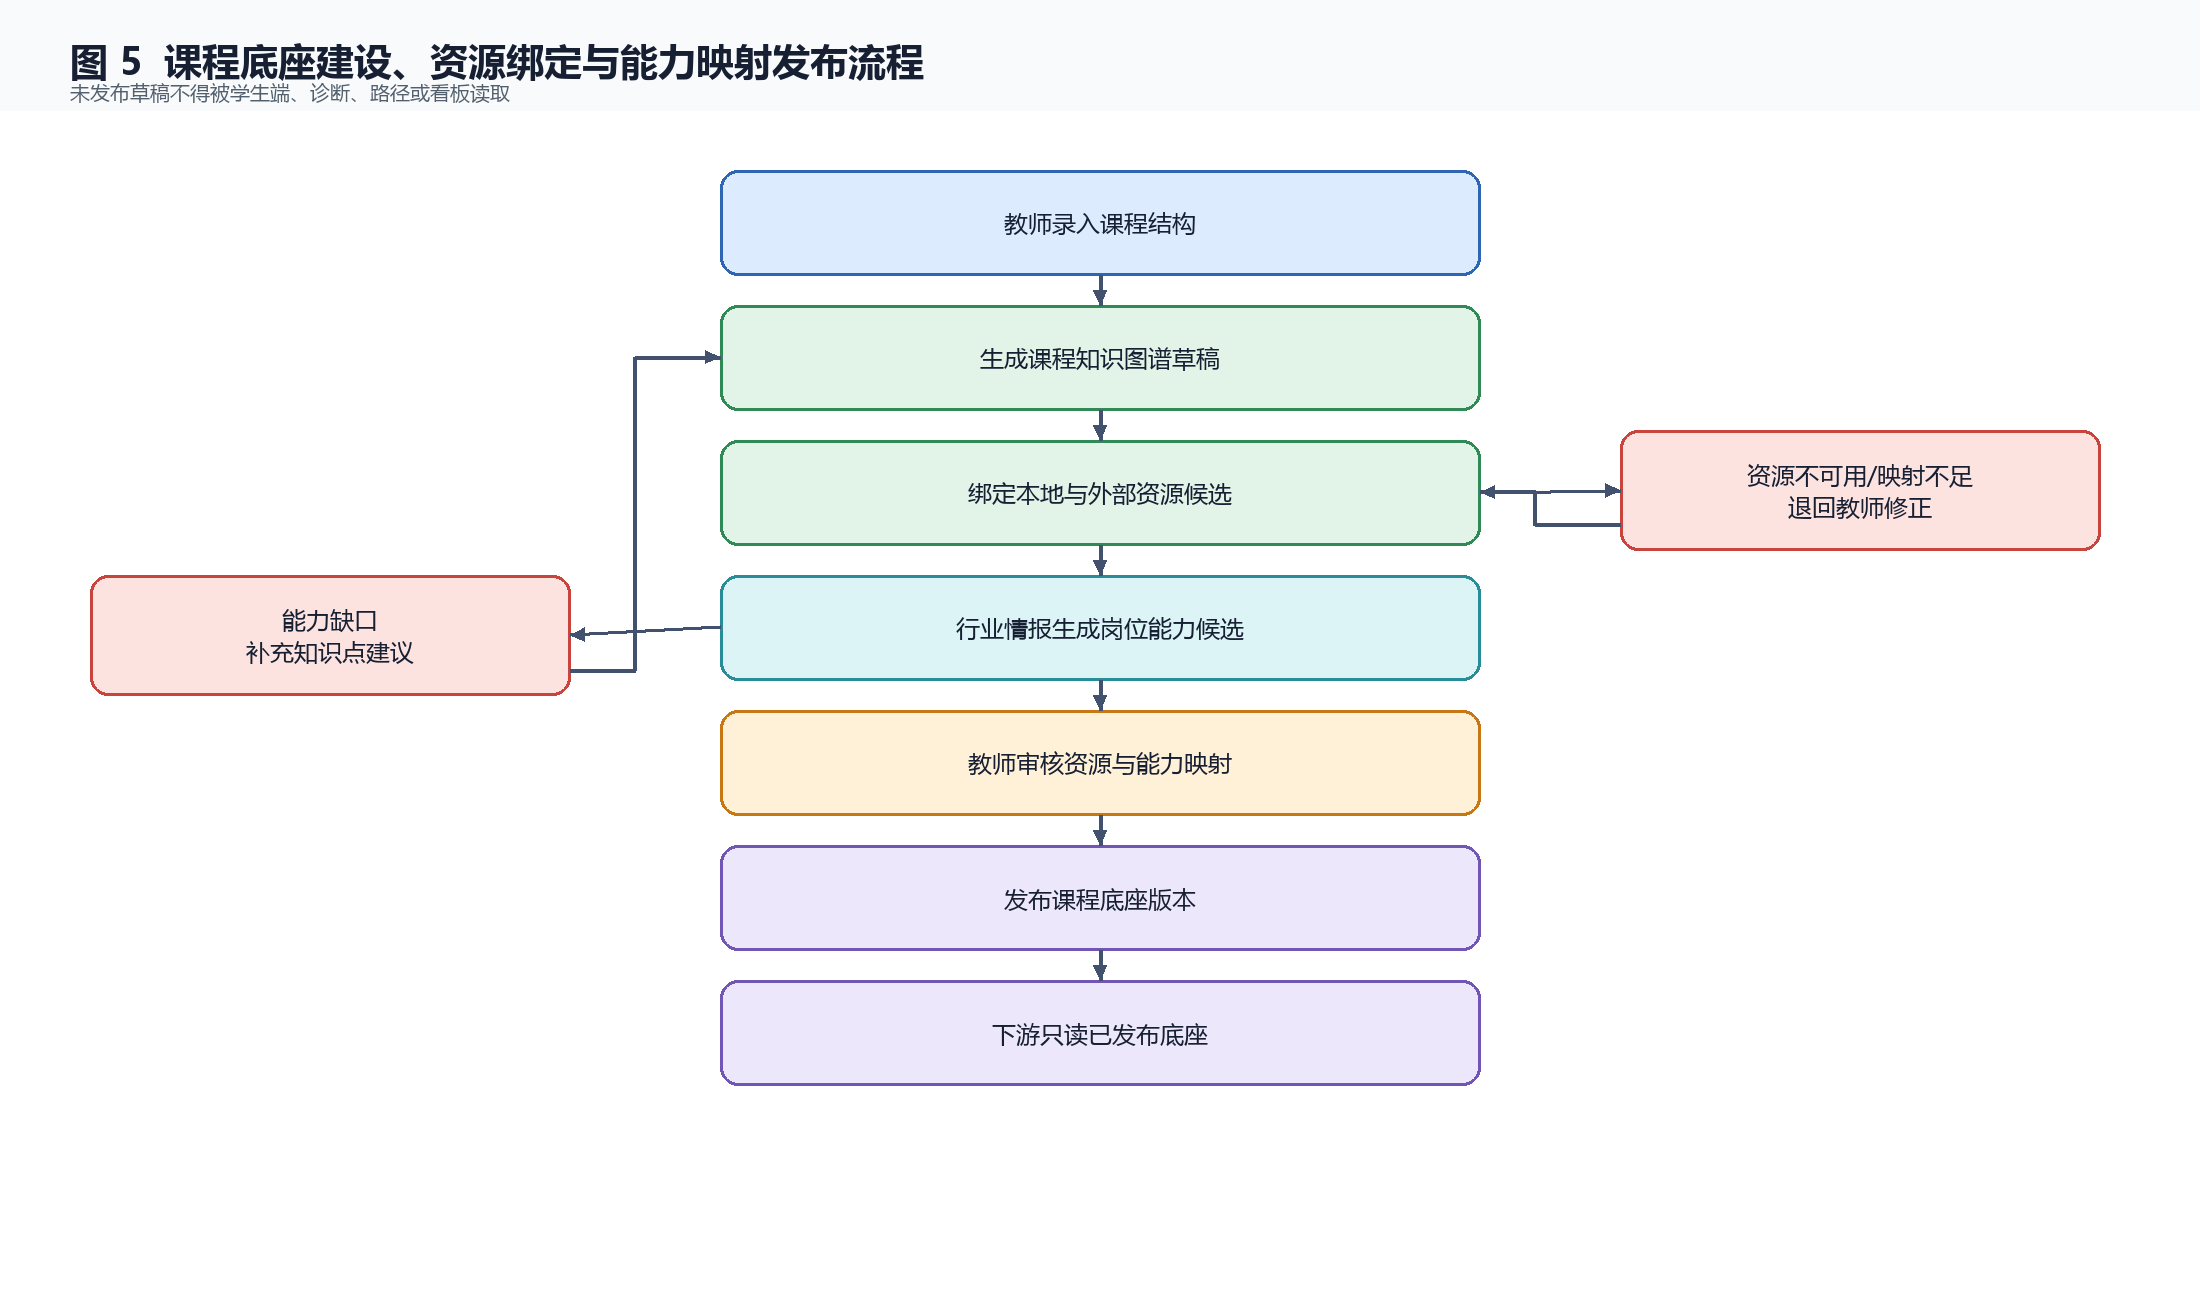 图 5 课程底座建设、资源绑定与能力映射发布流程
未发布草稿不得被学生端、诊断、路径或看板读取
教师录入课程结构
生成课程知识图谱草稿
绑定本地与外部资源候选
资源不可用/映射不足
退回教师修正
能力缺口
补充知识点建议
行业情报生成岗位能力候选
教师审核资源与能力映射
发布课程底座版本
下游只读已发布底座